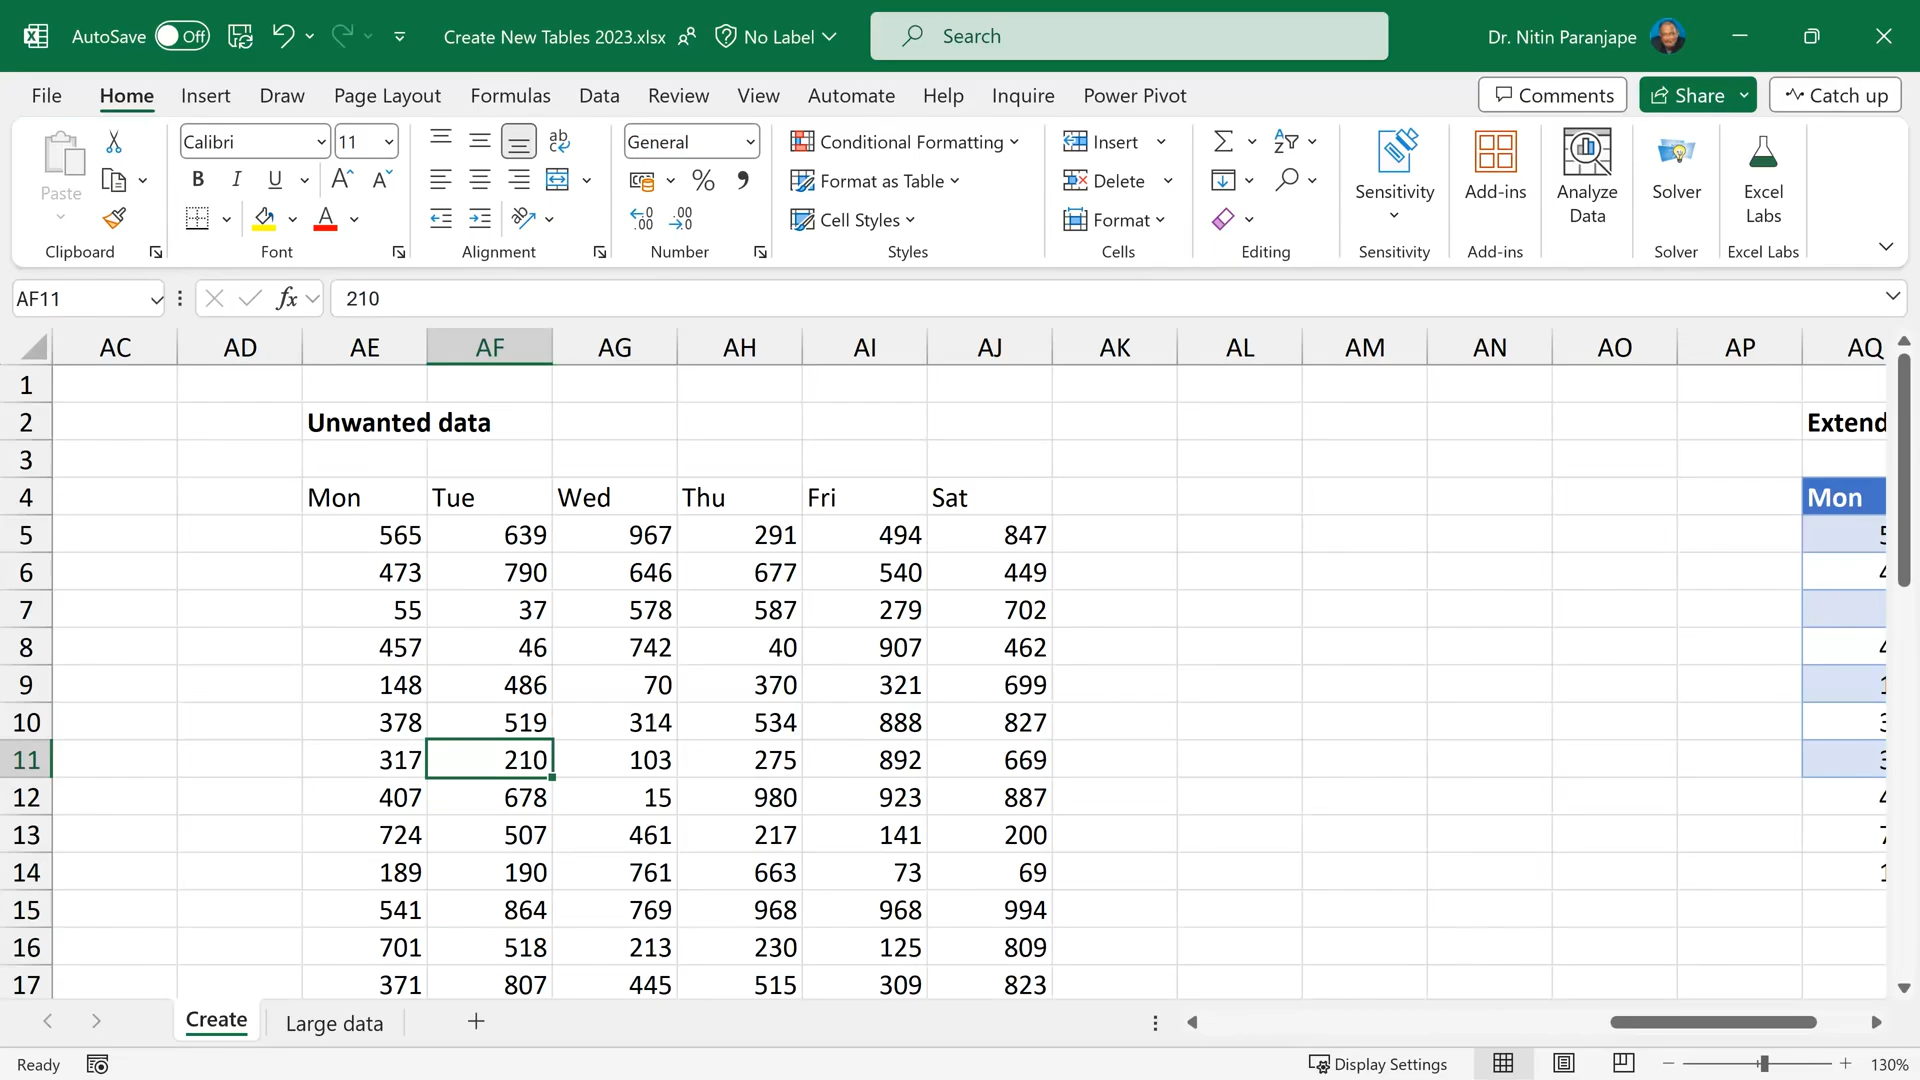 AutoSave Off Create New Tables 2023.xlsx No Label Search Dr. Nitin Paranjape
File Home Insert Draw Page Layout Formulas Data Review View Automate Help Inquire Power Pivot Comments Share Catch up
Paste
Clipboard
Calibri 11
B I U A A
A
Font
ab
Alignment
General
% 9
.00 .00
Number
Conditional Formatting
Format as Table
Cell Styles
Styles
Insert
Delete
Format
Cells
Editing
Sensitivity
Sensitivity
Add-ins
Add-ins
Analyze Data
Solver
Solver
Excel Labs
Excel Labs
AF11 fx 210
AC AD AE AF AG AH AI AJ AK AL AM AN AO AP AQ
1
2 Unwanted data Extend
3
4 Mon Tue Wed Thu Fri Sat Mon
5 565 639 967 291 494 847
6 473 790 646 677 540 449
7 55 37 578 587 279 702
8 457 46 742 40 907 462
9 148 486 70 370 321 699
10 378 519 314 534 888 827
11 317 210 103 275 892 669
12 407 678 15 980 923 887
13 724 507 461 217 141 200
14 189 190 761 663 73 69
15 541 864 769 968 968 994
16 701 518 213 230 125 809
17 371 807 445 515 309 823
Create Large data
Ready Display Settings 130%